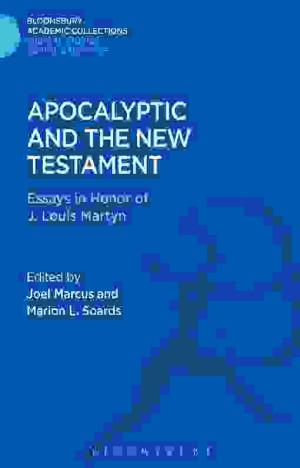 BLOOMSBURY
ACADEMIC COLLECTIONS
APOCALYPTIC
AND THE NEW
TESTAMENT
Essays in Honor of
J. Louis Martyn
Edited by
Joel Marcus and
Marion L. Soards
BLOOMSBURY